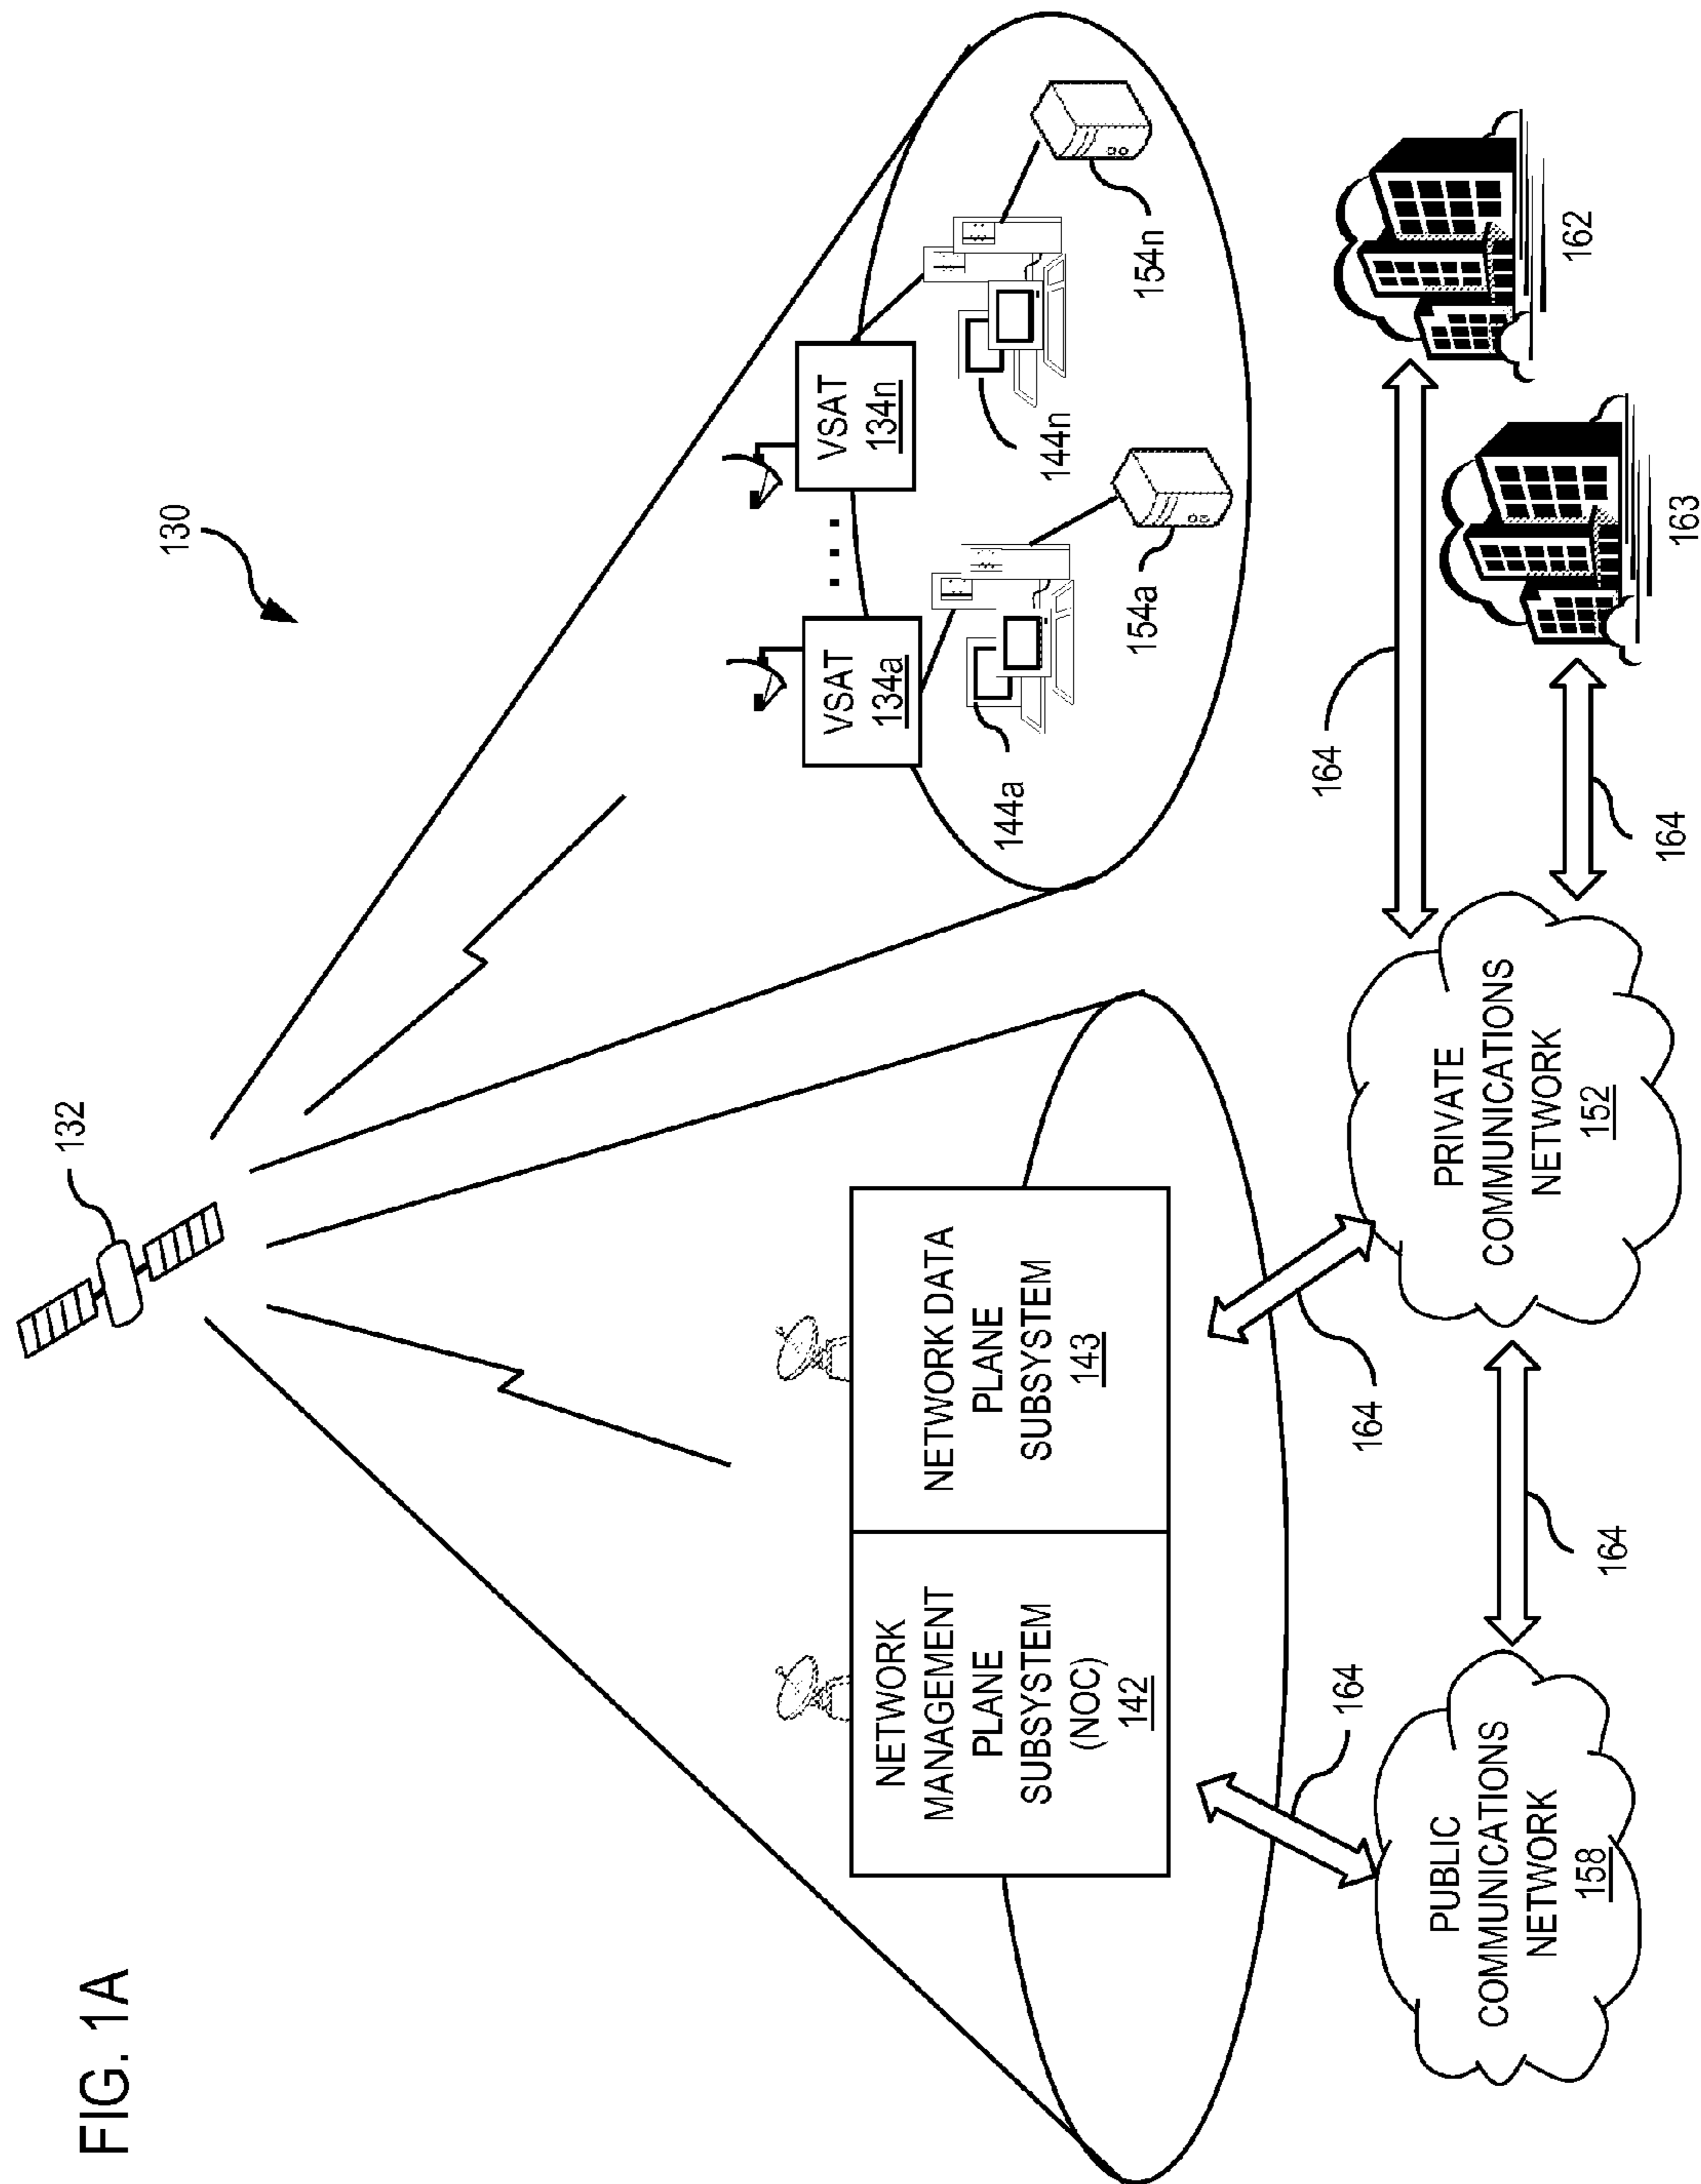 FIG. 1A
130
132
VSAT
134a
. . .
VSAT
134n
144a
154a
144n
154n
NETWORK
MANAGEMENT
PLANE
SUBSYSTEM
(NOC)
142
NETWORK DATA
PLANE
SUBSYSTEM
143
164
164
164
164
164
PUBLIC
COMMUNICATIONS
NETWORK
158
PRIVATE
COMMUNICATIONS
NETWORK
152
163
162